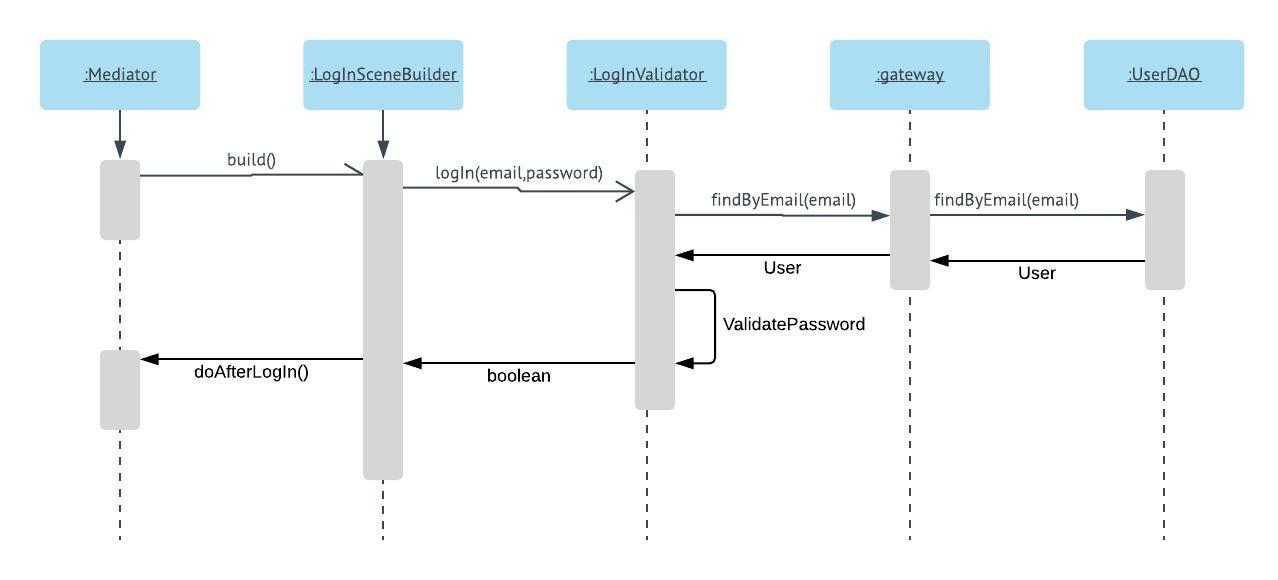 :Mediator
:LogInSceneBuilder
:LogInValidator
:gateway
:UserDAO
build()
logIn(email,password)
findByEmail(email)
findByEmail(email)
User
User
ValidatePassword
doAfterLogIn()
boolean